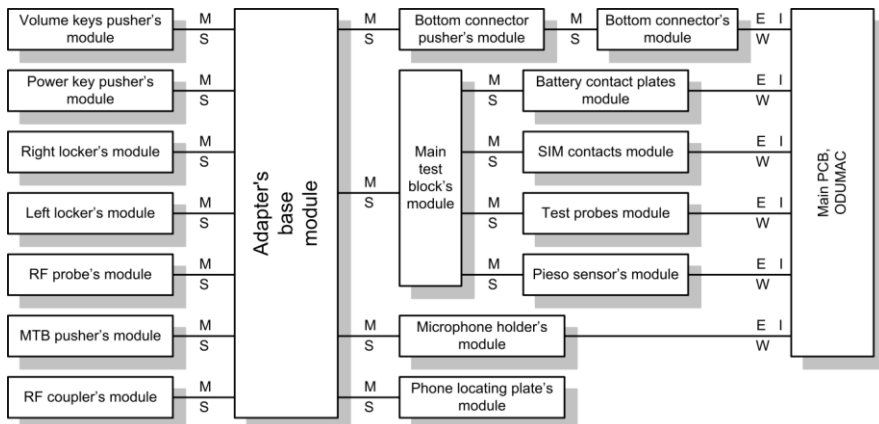 Volume keys pusher's
module
M
S
Power key pusher's
module
M
S
Right locker's module
M
S
Left locker's module
M
S
RF probe's module
M
S
MTB pusher's module
M
S
RF coupler's module
M
S
Adapter's
base
module
M
S
Bottom connector
pusher's module
M
S
Bottom connector's
module
E I
W
M
S
Main
test
block's
module
M
S
Battery contact plates
module
E I
W
M
S
SIM contacts module
E I
W
M
S
Test probes module
E I
W
M
S
Pieso sensor's module
E I
W
M
S
Microphone holder's
module
E I
W
M
S
Phone locating plate's
module
Main PCB,
ODUMAC